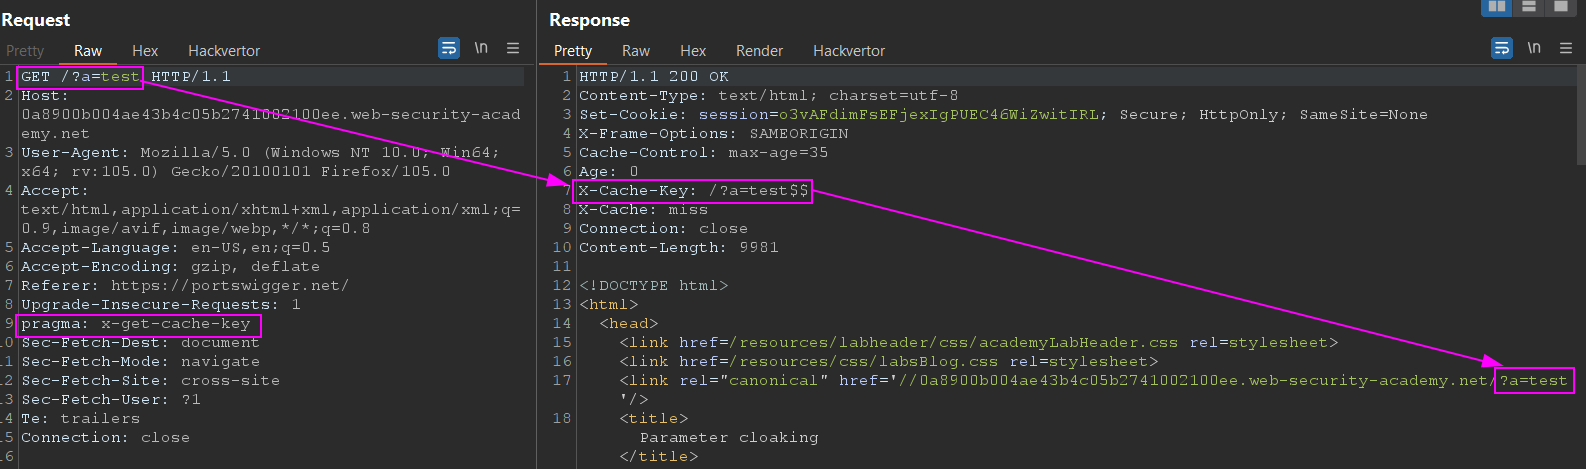 Request
Pretty Raw Hex Hackvertor \n
1 GET /?a=test HTTP/1.1
2 Host:
0a8900b004ae43b4c05b2741002100ee.web-security-acad
emy.net
3 User-Agent: Mozilla/5.0 (Windows NT 10.0; Win64;
x64; rv:105.0) Gecko/20100101 Firefox/105.0
4 Accept:
text/html,application/xhtml+xml,application/xml;q=
0.9,image/avif,image/webp,*/*;q=0.8
5 Accept-Language: en-US,en;q=0.5
6 Accept-Encoding: gzip, deflate
7 Referer: https://portswigger.net/
8 Upgrade-Insecure-Requests: 1
9 pragma: x-get-cache-key
10 Sec-Fetch-Dest: document
11 Sec-Fetch-Mode: navigate
12 Sec-Fetch-Site: cross-site
13 Sec-Fetch-User: ?1
14 Te: trailers
15 Connection: close
16
Response
Pretty Raw Hex Render Hackvertor \n
1 HTTP/1.1 200 OK
2 Content-Type: text/html; charset=utf-8
3 Set-Cookie: session=o3vAFdimFsEFjexIgPUEC46WiZwitIRL; Secure; HttpOnly; SameSite=None
4 X-Frame-Options: SAMEORIGIN
5 Cache-Control: max-age=35
6 Age: 0
7 X-Cache-Key: /?a=test$$
8 X-Cache: miss
9 Connection: close
10 Content-Length: 9981
11
12 <!DOCTYPE html>
13 <html>
14 <head>
15 <link href=/resources/labheader/css/academyLabHeader.css rel=stylesheet>
16 <link href=/resources/css/labsBlog.css rel=stylesheet>
17 <link rel="canonical" href='//0a8900b004ae43b4c05b2741002100ee.web-security-academy.net/?a=test
'/>
18 <title>
Parameter cloaking
</title>